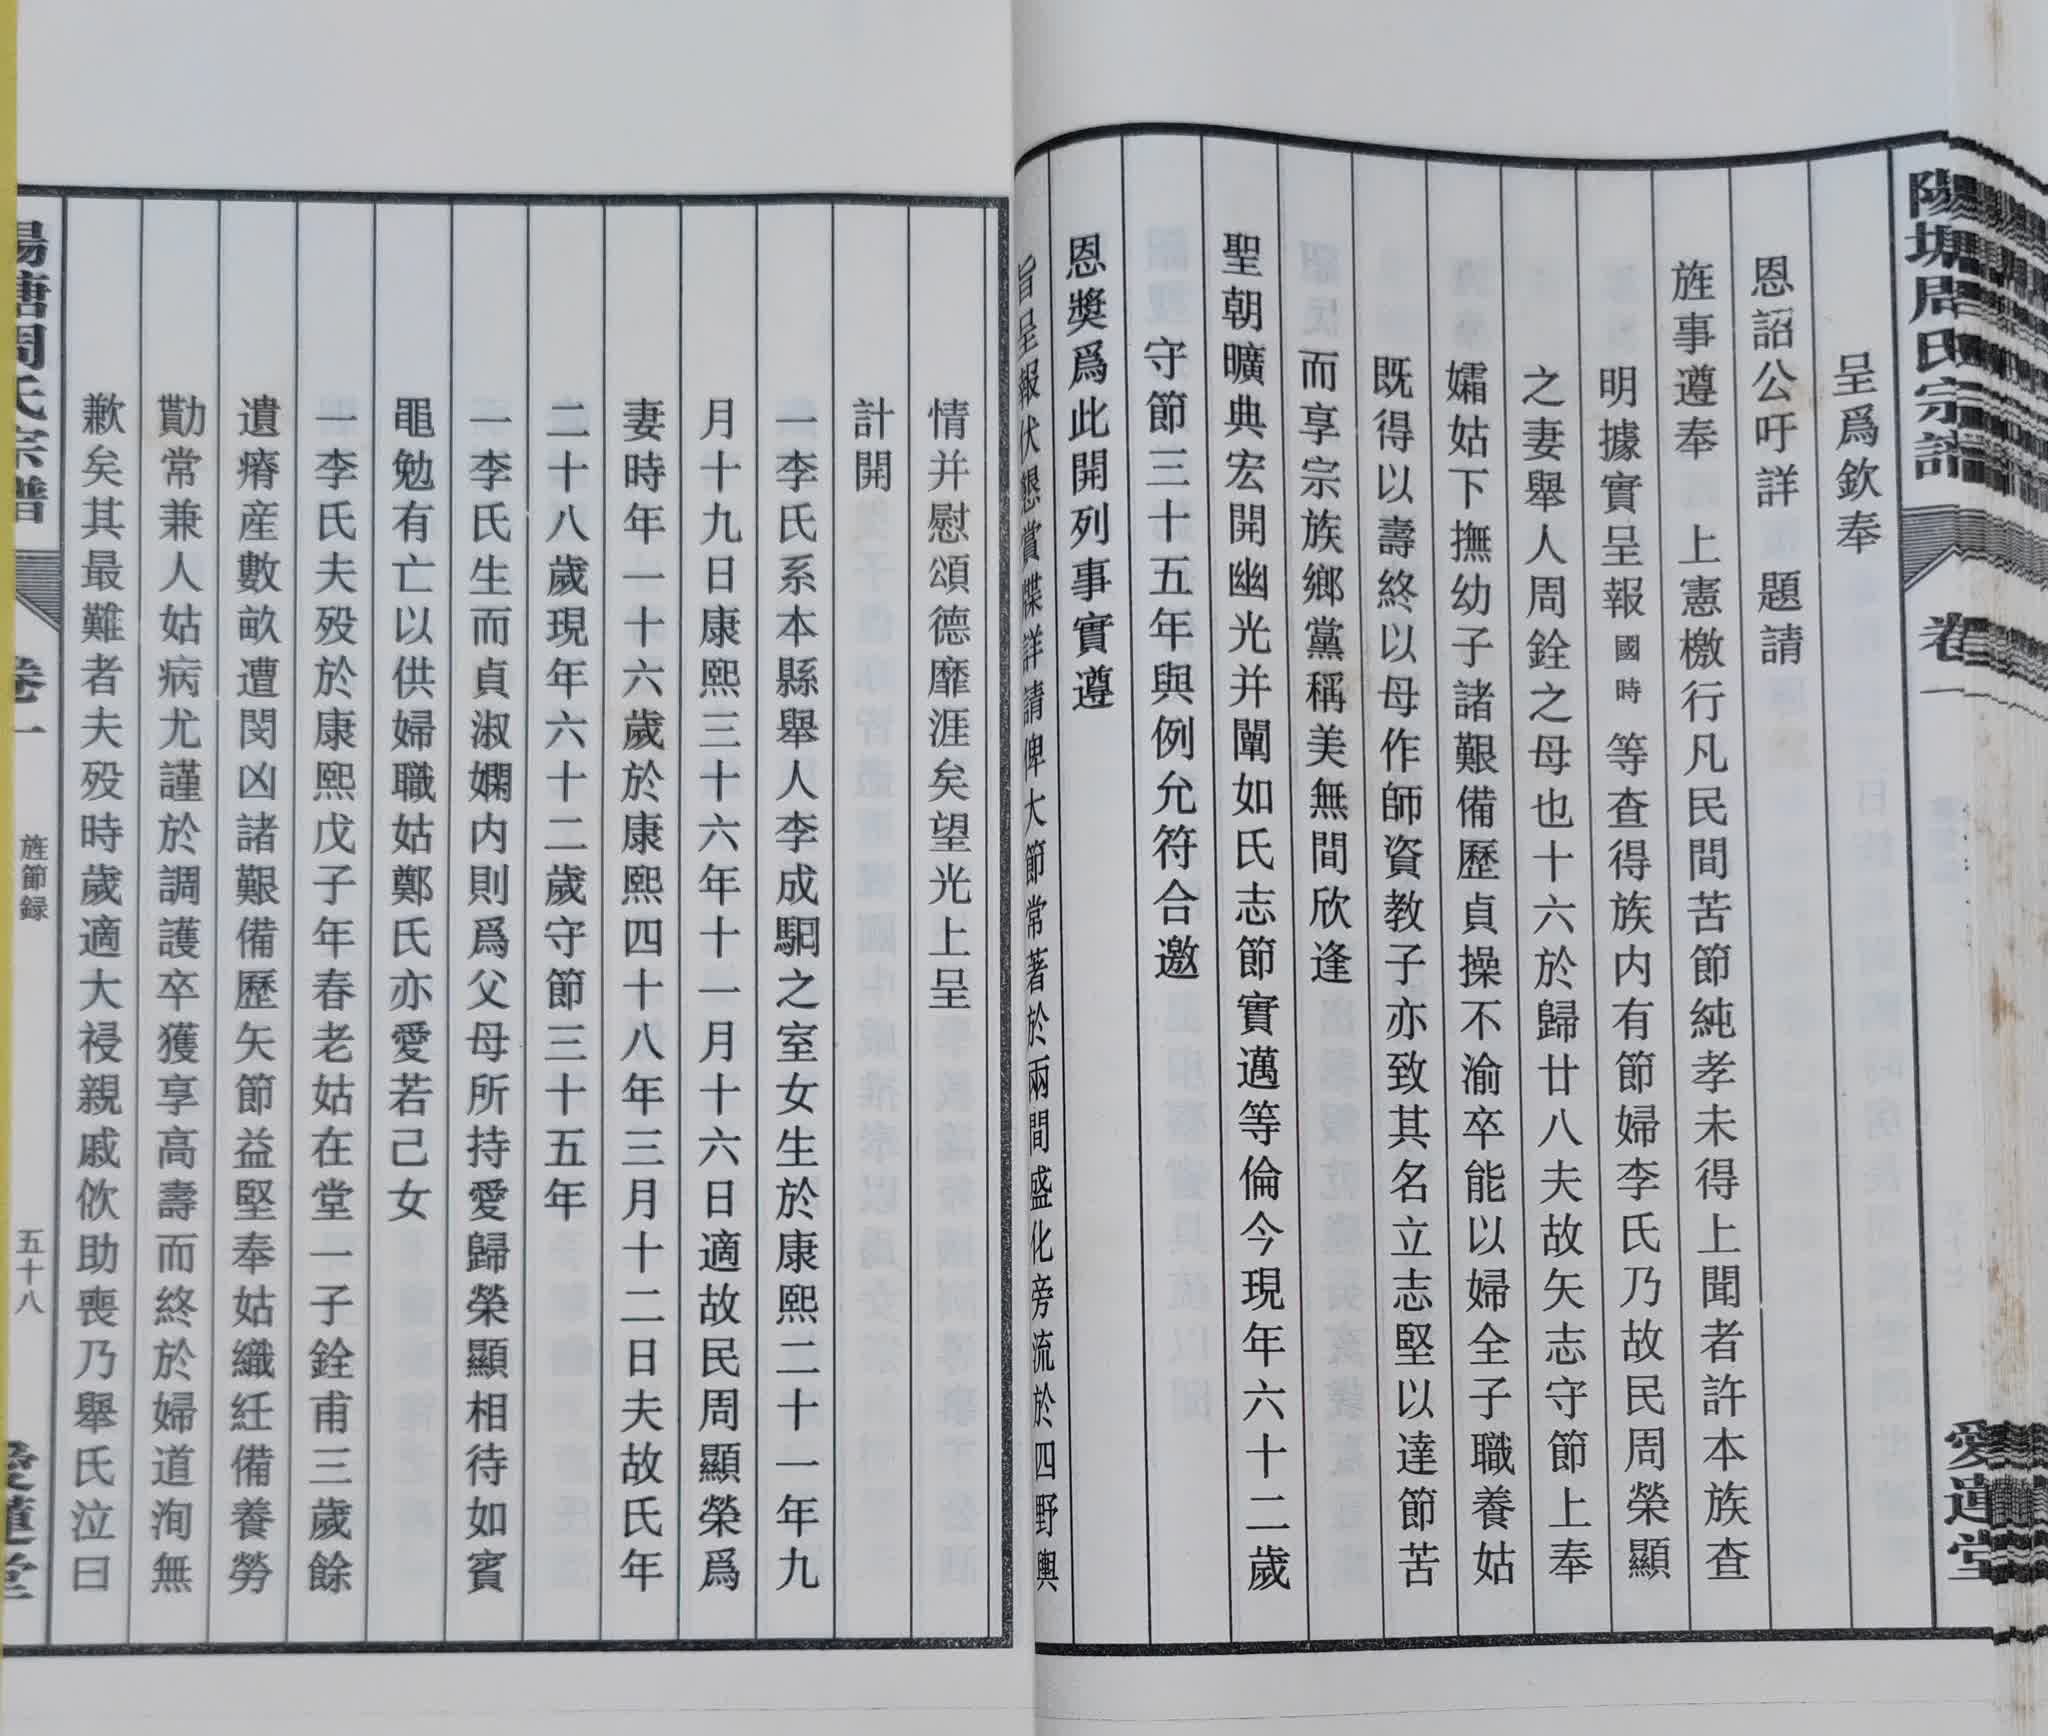 陽塘周氏宗譜
卷一
愛蓮堂
呈爲欽奉
恩詔公吁詳 題請
旌事遵奉 上憲檄行凡民間苦節純孝未得上聞者許本族查
明據實呈報國時 等查得族内有節婦李氏乃故民周榮顯
之妻舉人周銓之母也十六於歸廿八夫故矢志守節上奉
孀姑下撫幼子諸艱備歷貞操不渝卒能以婦全子職養姑
既得以壽終以母作師資教子亦致其名立志堅以達節苦
而享宗族鄉黨稱美無間欣逢
聖朝曠典宏開幽光并闡如氏志節實邁等倫今現年六十二歲
守節三十五年與例允符合邀
恩獎爲此開列事實遵
旨呈報伏懇賞牒詳請俾大節常著於兩間盛化旁流於四野輿
情并慰頌德靡涯矣望光上呈
計開
一李氏系本縣舉人李成駉之室女生於康熙二十一年九
月十九日康熙三十六年十一月十六日適故民周顯榮爲
妻時年一十六歲於康熙四十八年三月十二日夫故氏年
二十八歲現年六十二歲守節三十五年
一李氏生而貞淑嫻内則爲父母所持愛歸榮顯相待如賓
黽勉有亡以供婦職姑鄭氏亦愛若己女
一李氏夫殁於康熙戊子年春老姑在堂一子銓甫三歲餘
遺瘠産數畝遭閔凶諸艱備歷矢節益堅奉姑織紝備養勞
勩常兼人姑病尤謹於調護卒獲享高壽而終於婦道洵無
歉矣其最難者夫殁時歲適大祲親戚佽助喪乃舉氏泣曰
陽塘周氏宗譜
卷一
旌節録
五十八
愛蓮堂